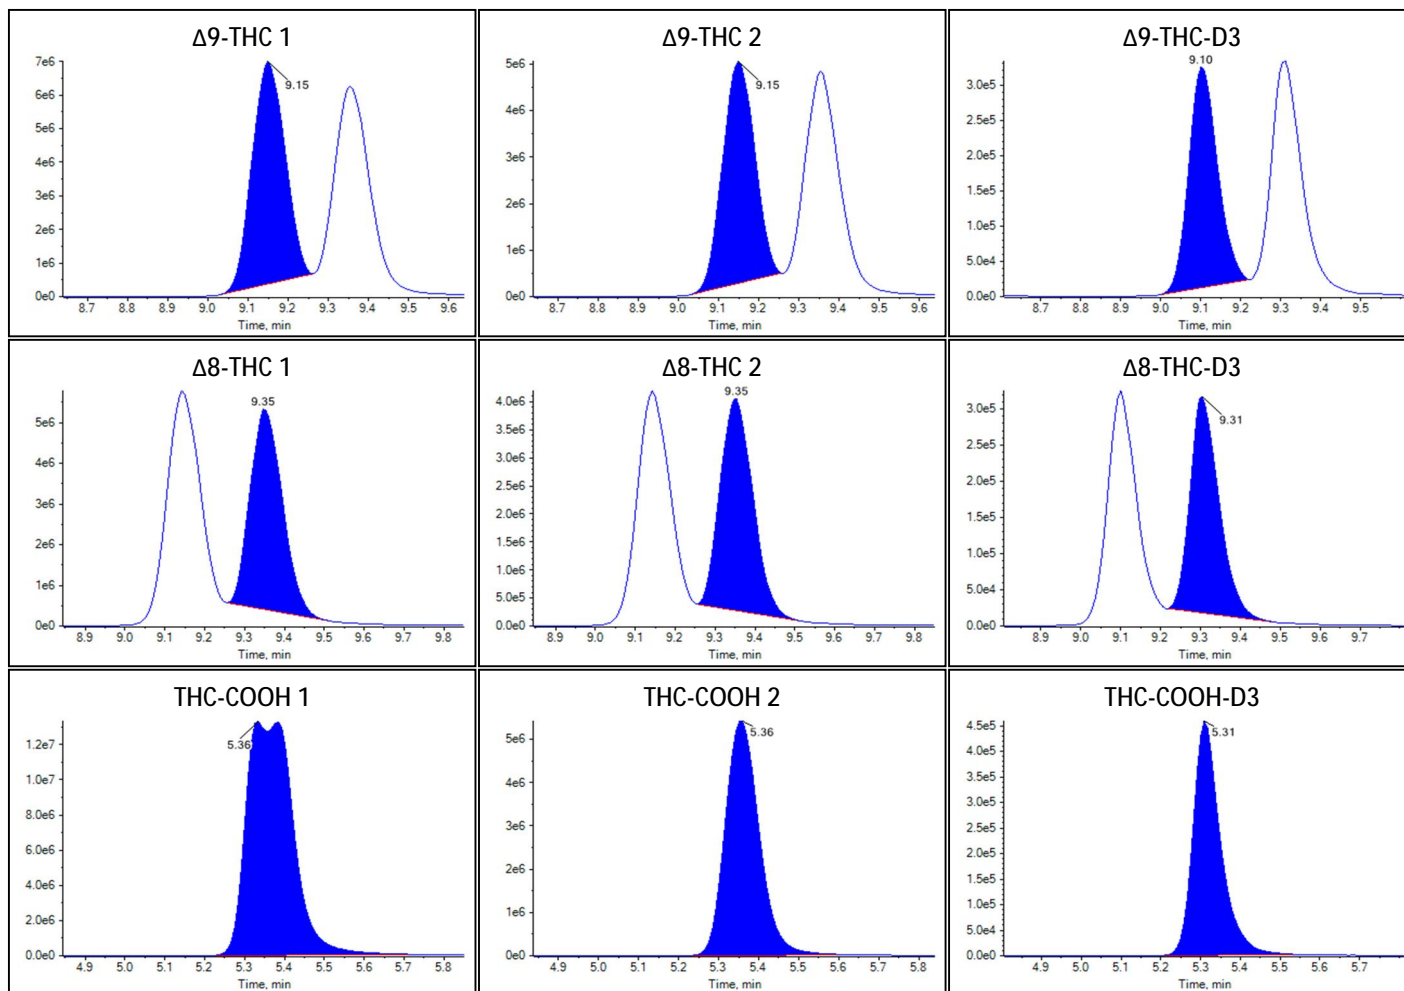 Δ9-THC 1
7e6
6e6
5e6
4e6
3e6
2e6
1e6
0e0
9.15
8.7 8.8 8.9 9.0 9.1 9.2 9.3 9.4 9.5 9.6
Time, min
Δ9-THC 2
5e6
4e6
3e6
2e6
1e6
0e0
9.15
8.7 8.8 8.9 9.0 9.1 9.2 9.3 9.4 9.5 9.6
Time, min
Δ9-THC-D3
9.10
3.0e5
2.5e5
2.0e5
1.5e5
1.0e5
5.0e4
0.0e0
8.7 8.8 8.9 9.0 9.1 9.2 9.3 9.4 9.5
Time, min
Δ8-THC 1
9.35
5e6
4e6
3e6
2e6
1e6
0e0
8.9 9.0 9.1 9.2 9.3 9.4 9.5 9.6 9.7 9.8
Time, min
Δ8-THC 2
9.35
4.0e6
3.5e6
3.0e6
2.5e6
2.0e6
1.5e6
1.0e6
5.0e5
0.0e0
8.9 9.0 9.1 9.2 9.3 9.4 9.5 9.6 9.7 9.8
Time, min
Δ8-THC-D3
9.31
3.0e5
2.5e5
2.0e5
1.5e5
1.0e5
5.0e4
0.0e0
8.9 9.0 9.1 9.2 9.3 9.4 9.5 9.6 9.7
Time, min
THC-COOH 1
5.36
1.2e7
1.0e7
8.0e6
6.0e6
4.0e6
2.0e6
0.0e0
4.9 5.0 5.1 5.2 5.3 5.4 5.5 5.6 5.7 5.8
Time, min
THC-COOH 2
5.36
5e6
4e6
3e6
2e6
1e6
0e0
4.9 5.0 5.1 5.2 5.3 5.4 5.5 5.6 5.7 5.8
Time, min
THC-COOH-D3
5.31
4.5e5
4.0e5
3.5e5
3.0e5
2.5e5
2.0e5
1.5e5
1.0e5
5.0e4
0.0e0
4.9 5.0 5.1 5.2 5.3 5.4 5.5 5.6 5.7
Time, min